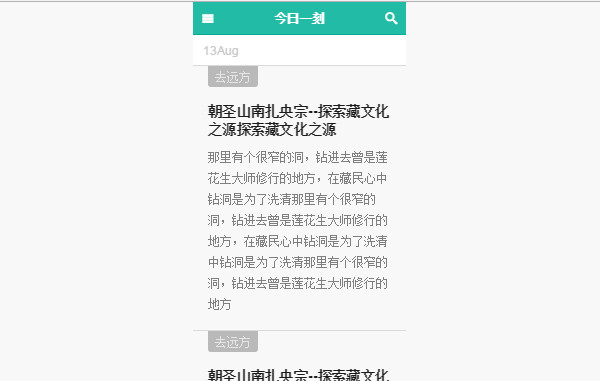 今日一刻
13Aug
去远方
朝圣山南扎央宗--探索藏文化
之源探索藏文化之源
那里有个很窄的洞，钻进去曾是莲
花生大师修行的地方，在藏民心中
钻洞是为了洗清那里有个很窄的
洞，钻进去曾是莲花生大师修行的
地方，在藏民心中钻洞是为了洗清
中钻洞是为了洗清那里有个很窄的
洞，钻进去曾是莲花生大师修行的
地方
去远方
朝圣山南扎央宗--探索藏文化